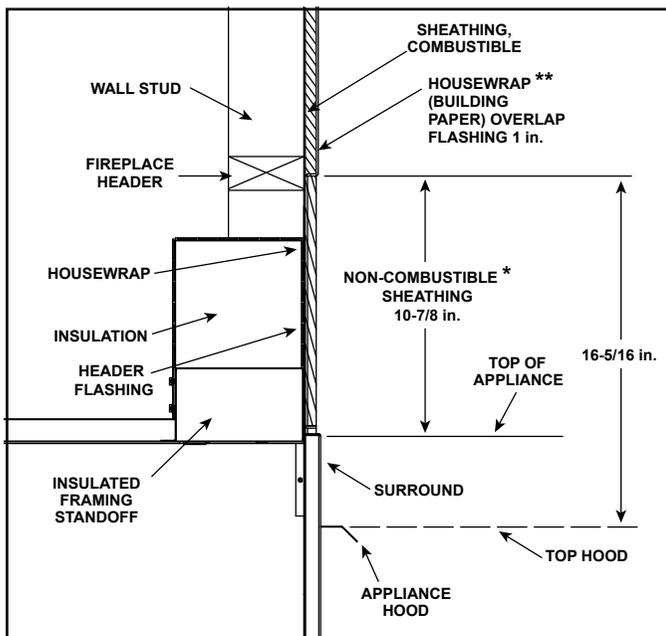 SHEATHING,
COMBUSTIBLE
WALL STUD
HOUSEWRAP **
(BUILDING
PAPER) OVERLAP
FLASHING 1 in.
FIREPLACE
HEADER
HOUSEWRAP
NON-COMBUSTIBLE *
SHEATHING
10-7/8 in.
INSULATION
16-5/16 in.
HEADER
FLASHING
TOP OF
APPLIANCE
INSULATED
FRAMING
STANDOFF
SURROUND
TOP HOOD
APPLIANCE
HOOD